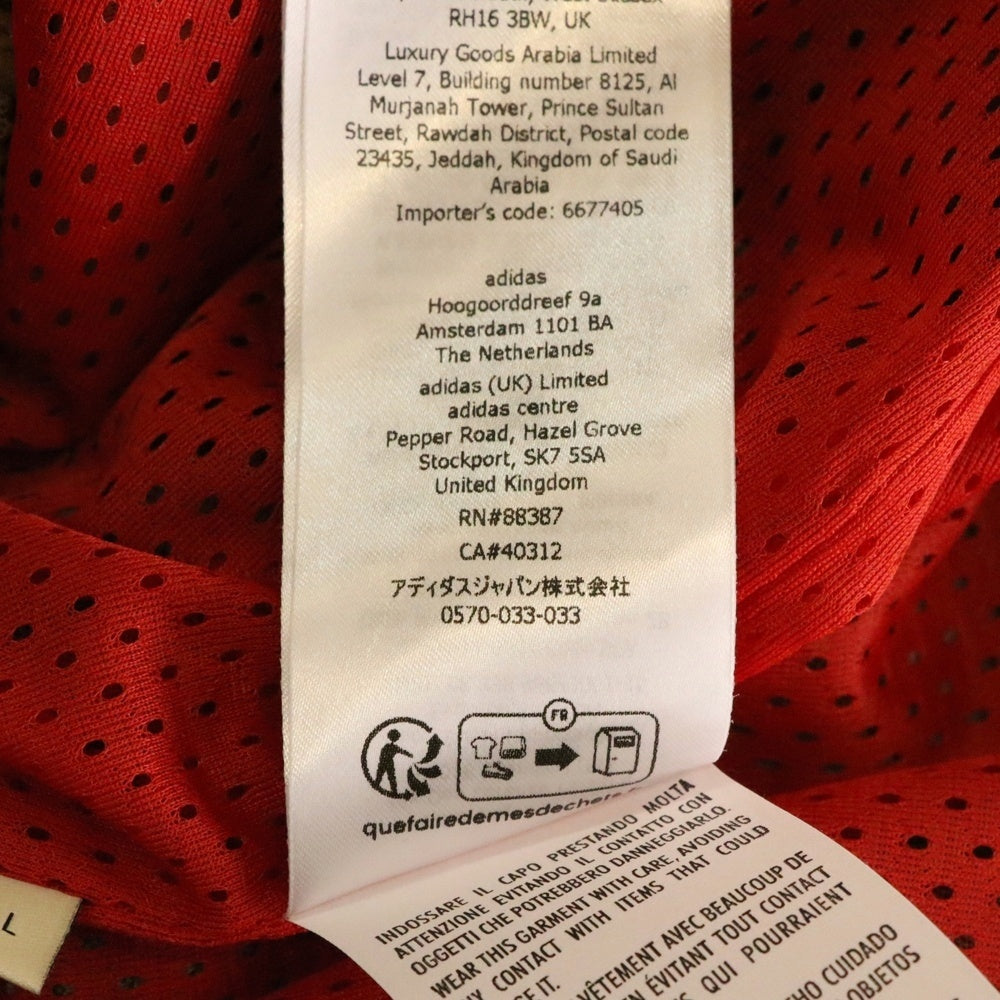 RH16 3BW, UK
Luxury Goods Arabia Limited
Level 7, Building number 8125, Al
Murjanah Tower, Prince Sultan
Street, Rawdah District, Postal code
23435, Jeddah, Kingdom of Saudi
Arabia
Importer's code: 6677405
adidas
Hoogoorddreef 9a
Amsterdam 1101 BA
The Netherlands
adidas (UK) Limited
adidas centre
Pepper Road, Hazel Grove
Stockport, SK7 5SA
United Kingdom
RN#88387
CA#40312
アディダスジャパン株式会社
0570-033-033
FR
quefairedemesdechets
INDOSSARE IL CAPO PRESTANDO MOLTA
ATTENZIONE EVITANDO IL CONTATTO CON
OGGETTI CHE POTREBBERO DANNEGGIARLO.
WEAR THIS GARMENT WITH CARE, AVOIDING
CONTACT WITH ITEMS THAT COULD
IT.
VÊTEMENT AVEC BEAUCOUP DE
EN ÉVITANT TOUT CONTACT
QUI POURRAIENT
CUIDADO
OBJETOS
L